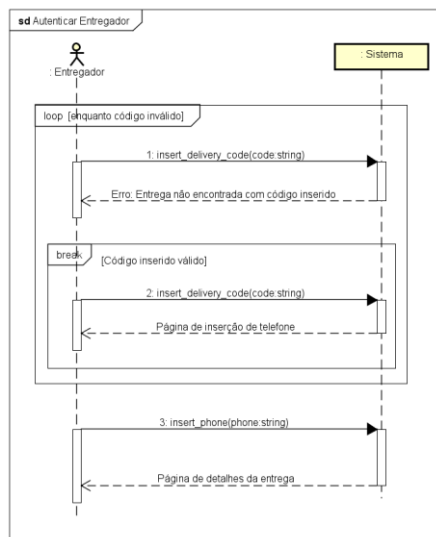 sd Autenticar Entregador
: Entregador
: Sistema
loop [enquanto código inválido]
1: insert_delivery_code(code:string)
Erro: Entrega não encontrada com código inserido
break [Código inserido válido]
2: insert_delivery_code(code:string)
Página de inserção de telefone
3: insert_phone(phone:string)
Página de detalhes da entrega